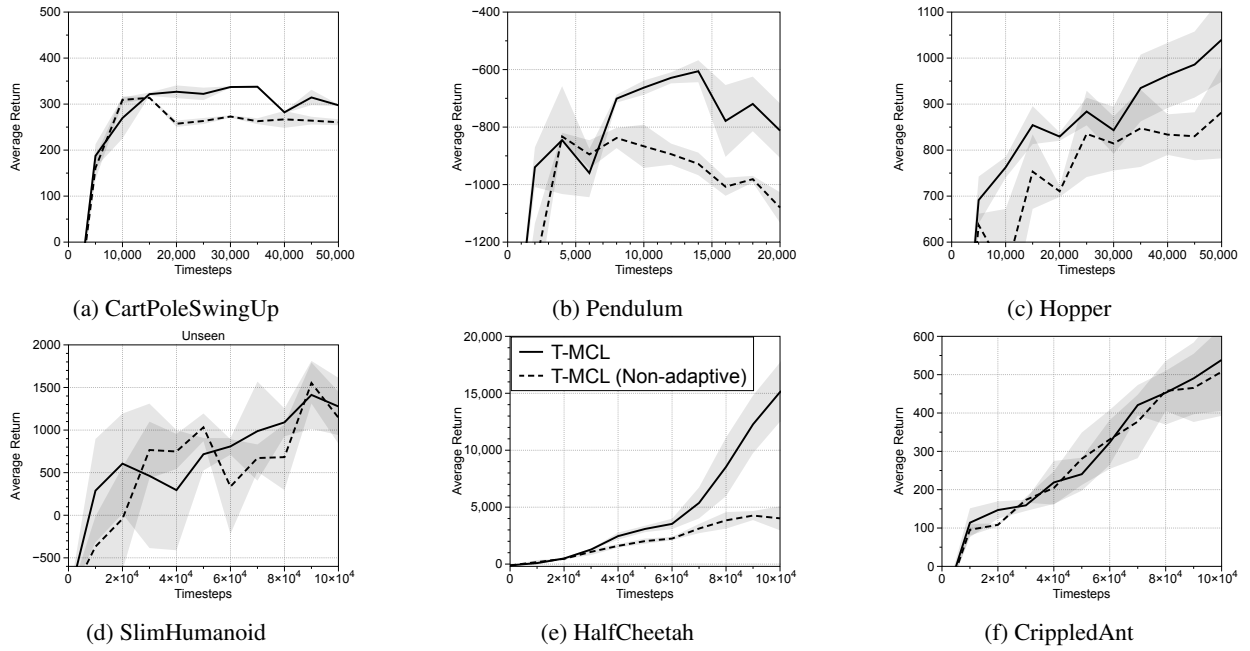 500
400
300
200
100
0
Average Return
0 10,000 20,000 30,000 40,000 50,000
Timesteps
(a) CartPoleSwingUp
−400
−600
−800
−1000
−1200
Average Return
0 5,000 10,000 15,000 20,000
Timesteps
(b) Pendulum
1100
1000
900
800
700
600
Average Return
0 10,000 20,000 30,000 40,000 50,000
Timesteps
(c) Hopper
Unseen
2000
1500
1000
500
0
−500
Average Return
0 2×10⁴ 4×10⁴ 6×10⁴ 8×10⁴ 10×10⁴
Timesteps
(d) SlimHumanoid
20,000
15,000
10,000
5,000
0
Average Return
T-MCL
T-MCL (Non-adaptive)
0 2×10⁴ 4×10⁴ 6×10⁴ 8×10⁴ 10×10⁴
Timesteps
(e) HalfCheetah
600
500
400
300
200
100
0
Average Return
0 2×10⁴ 4×10⁴ 6×10⁴ 8×10⁴ 10×10⁴
Timesteps
(f) CrippledAnt